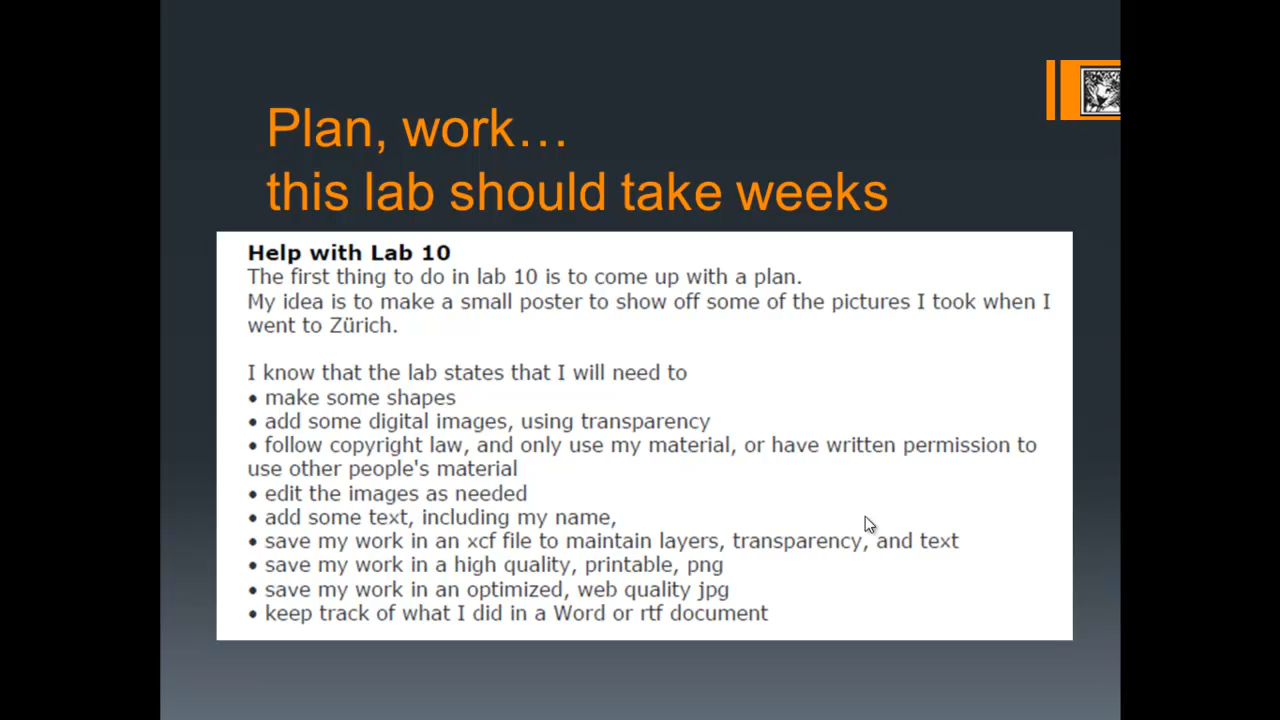 Plan, work…
this lab should take weeks
Help with Lab 10
The first thing to do in lab 10 is to come up with a plan.
My idea is to make a small poster to show off some of the pictures I took when I
went to Zürich.
I know that the lab states that I will need to
• make some shapes
• add some digital images, using transparency
• follow copyright law, and only use my material, or have written permission to
use other people's material
• edit the images as needed
• add some text, including my name,
• save my work in an xcf file to maintain layers, transparency, and text
• save my work in a high quality, printable, png
• save my work in an optimized, web quality jpg
• keep track of what I did in a Word or rtf document